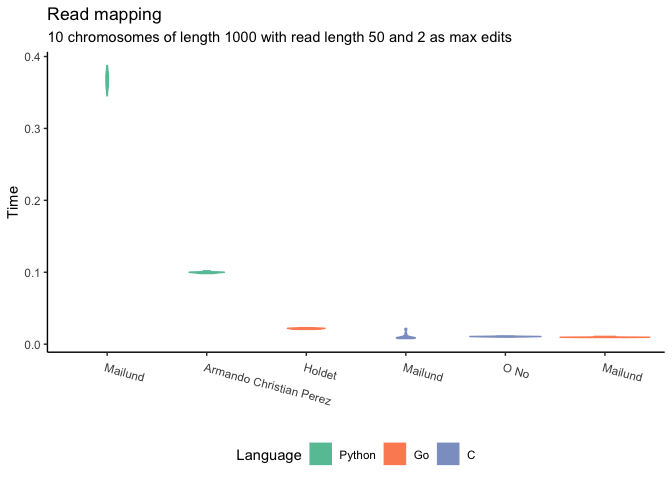 Read mapping
10 chromosomes of length 1000 with read length 50 and 2 as max edits
Time
0.4
0.3
0.2
0.1
0.0
Mailund
Armando Christian Perez
Holdet
Mailund
O No
Mailund
Language
Python
Go
C